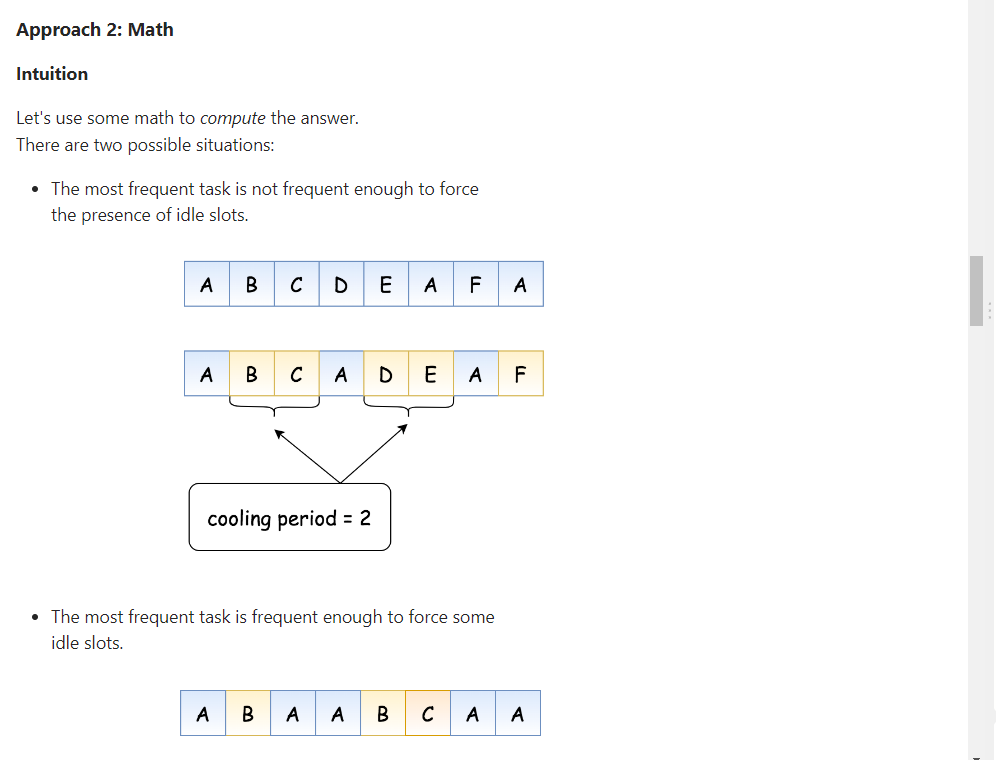 Approach 2: Math
Intuition
Let's use some math to compute the answer.
There are two possible situations:
The most frequent task is not frequent enough to force
the presence of idle slots.
A B C D E A F A
A B C A D E A F
cooling period = 2
The most frequent task is frequent enough to force some
idle slots.
A B A A B C A A